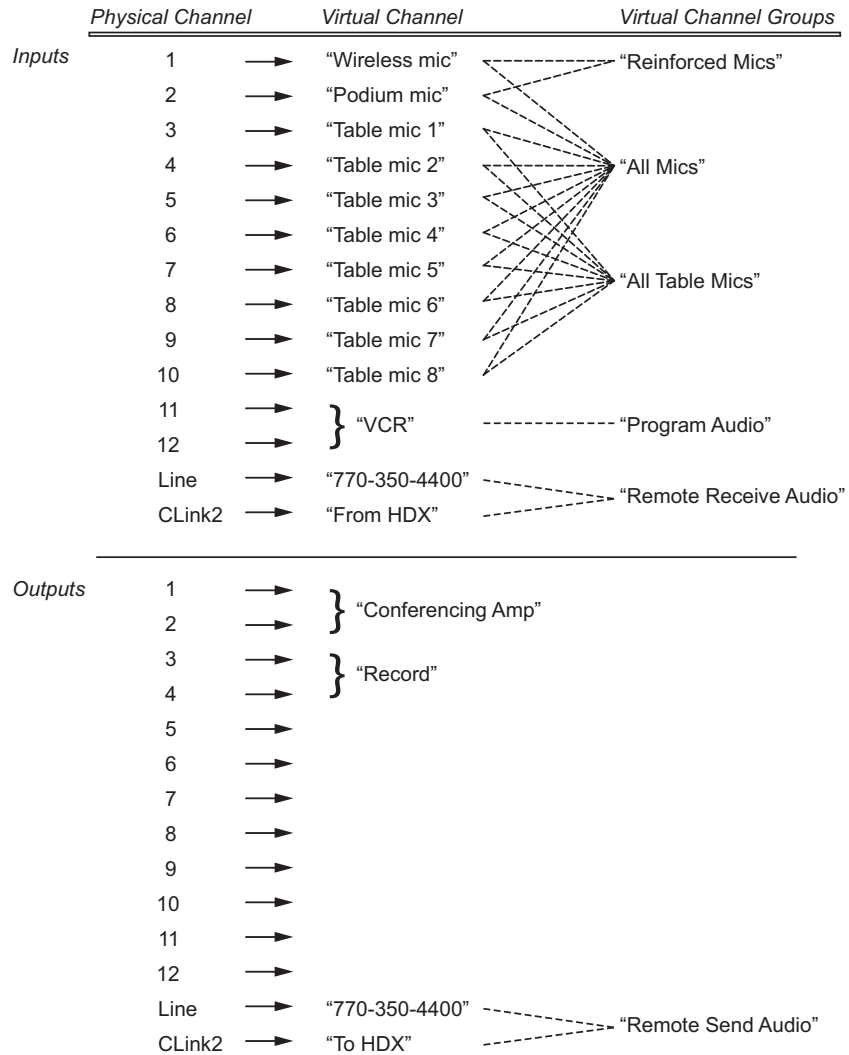 Physical Channel Virtual Channel Virtual Channel Groups
Inputs 1 “Wireless mic” “Reinforced Mics”
2 “Podium mic”
3 “Table mic 1”
4 “Table mic 2” “All Mics”
5 “Table mic 3”
6 “Table mic 4”
7 “Table mic 5” “All Table Mics”
8 “Table mic 6”
9 “Table mic 7”
10 “Table mic 8”
11
} “VCR” “Program Audio”
12
Line “770-350-4400”
“Remote Receive Audio”
CLink2 “From HDX”
Outputs 1
} “Conferencing Amp”
2
3
} “Record”
4
5
6
7
8
9
10
11
12
Line “770-350-4400”
“Remote Send Audio”
CLink2 “To HDX”